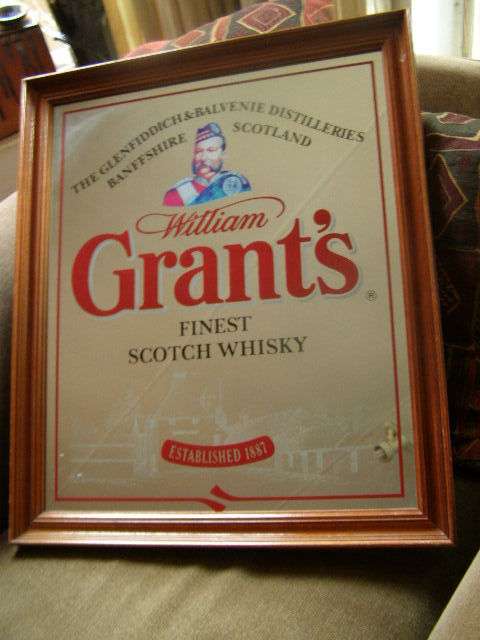 THE GLENFIDDICH & BALVENIE DISTILLERIES
BANFFSHIRE SCOTLAND
William
Grant's ®
FINEST
SCOTCH WHISKY
ESTABLISHED 1887